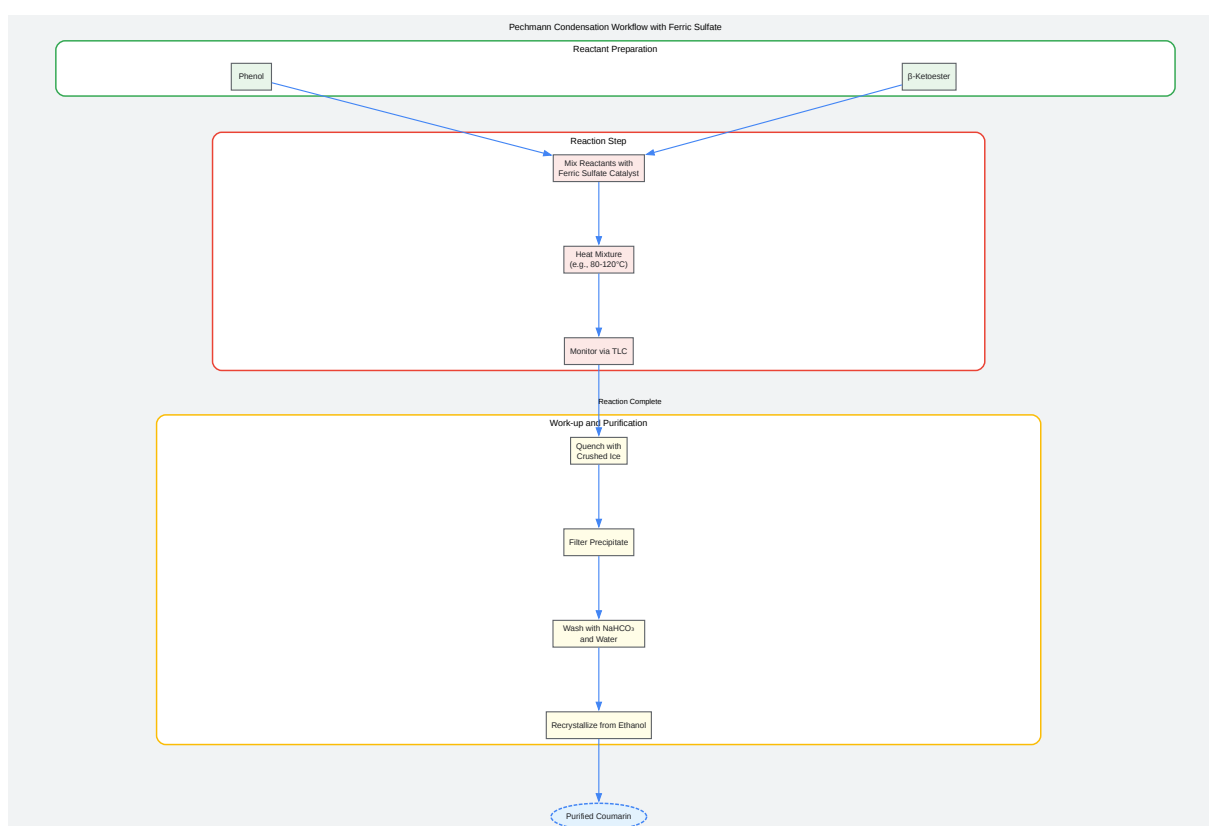 Pechmann Condensation Workflow with Ferric Sulfate
Reactant Preparation
Phenol
β-Ketoester
Reaction Step
Mix Reactants with
Ferric Sulfate Catalyst
Heat Mixture
(e.g., 80-120°C)
Monitor via TLC
Reaction Complete
Work-up and Purification
Quench with
Crushed Ice
Filter Precipitate
Wash with NaHCO₃
and Water
Recrystallize from Ethanol
Purified Coumarin